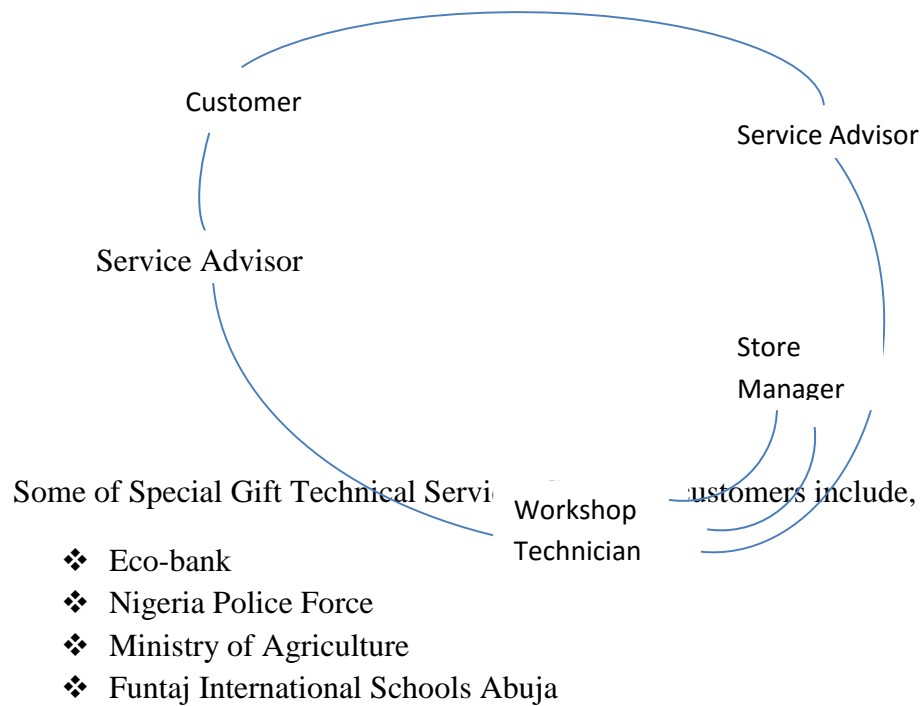 Customer
Service Advisor
Service Advisor
Store
Manager
Some of Special Gift Technical customers include,
Workshop
Technician
❖ Eco-bank
❖ Nigeria Police Force
❖ Ministry of Agriculture
❖ Funtaj International Schools Abuja